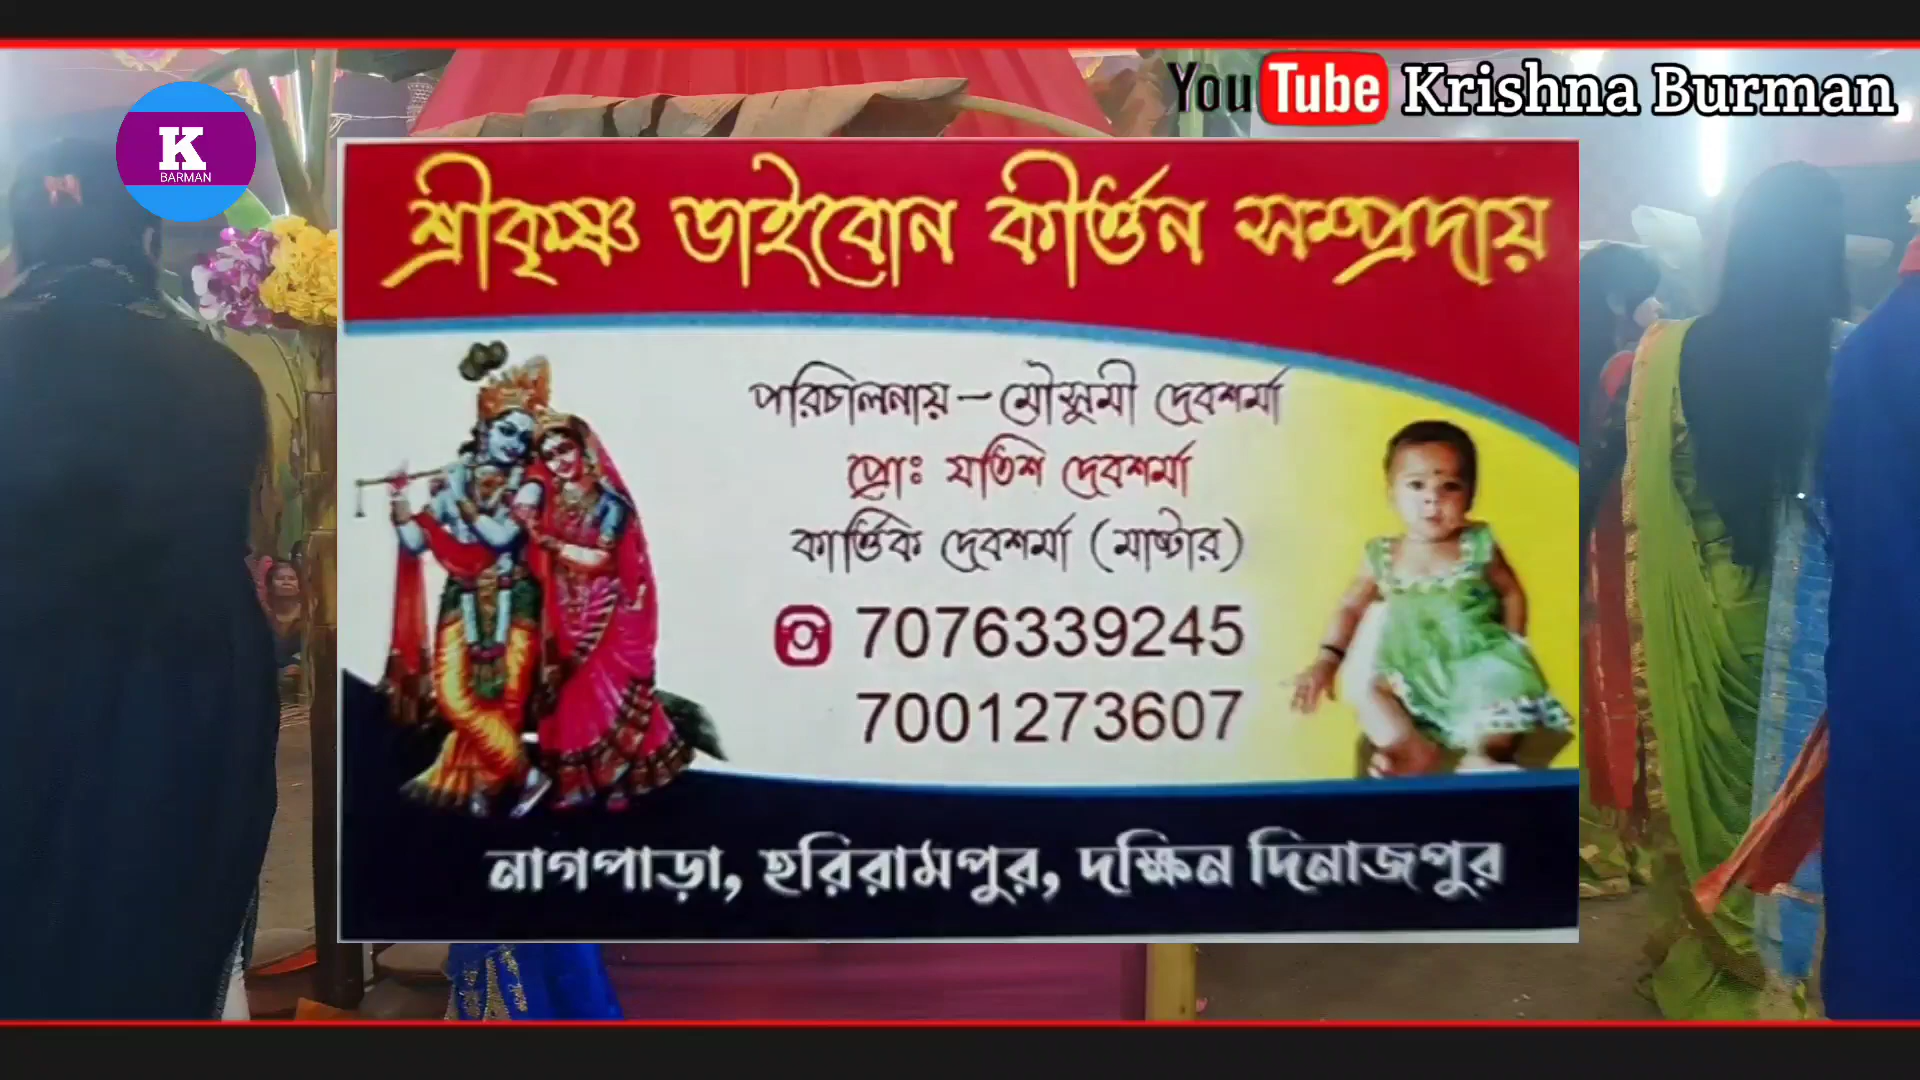 YouTube Krishna Burman
K
BARMAN
শ্রীকৃষ্ণ ভাইবোন কীর্ত্তন সম্প্রদায়
পরিচালনায় - মৌসুমী দেবশর্মা
প্রোঃ যতিশ দেবশর্মা
কার্ত্তিক দেবশর্মা (মাষ্টার)
7076339245
7001273607
নাগপাড়া, হরিরামপুর, দক্ষিন দিনাজপুর